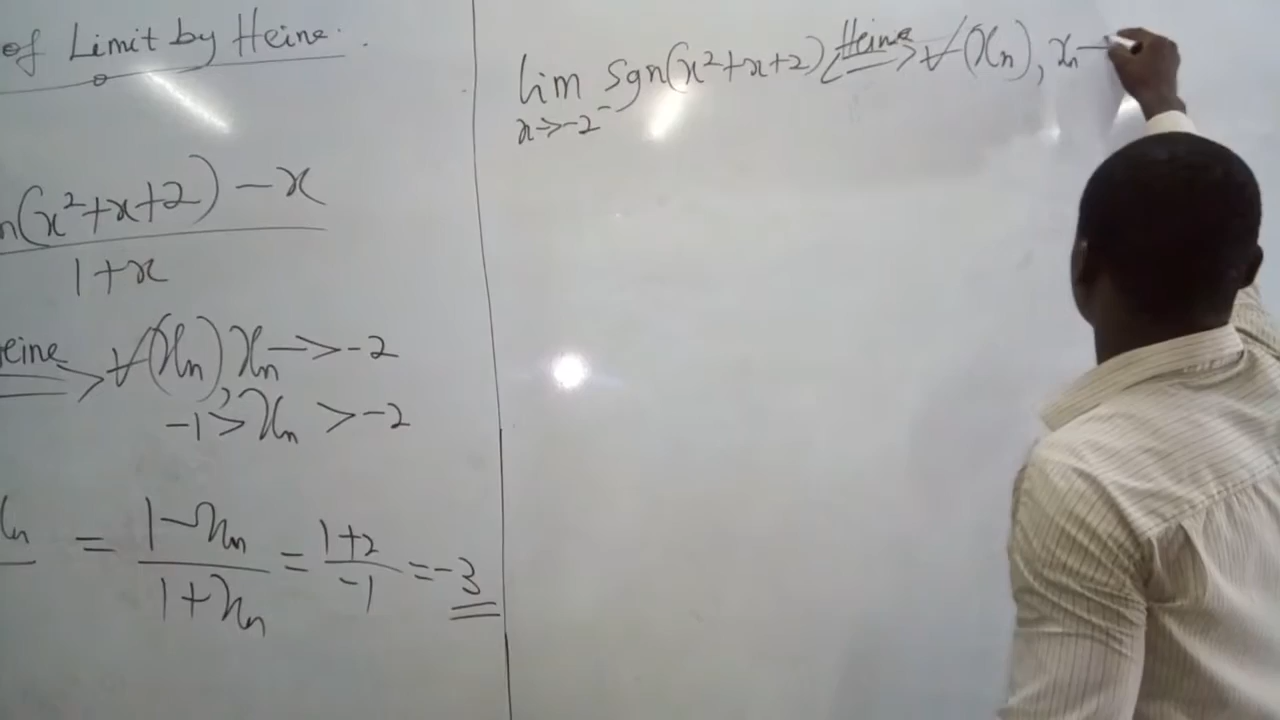 of Limit by Heine.
n(x²+x+2) – x
1+x
eine ∀(xn), xn –> –2
–1 > xn > –2
xn = 1–xn / 1+xn = 1+2 / –1 = –3
lim sgn(x²+x+2) <=Heine=> ∀(xn), xn –
x –> –2⁻